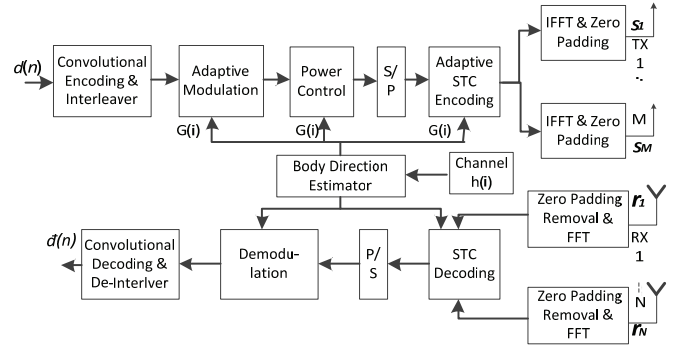 d(n)
Convolutional
Encoding &
Interleaver
Adaptive
Modulation
Power
Control
S/
P
Adaptive
STC
Encoding
IFFT & Zero
Padding
S1
TX
1
IFFT & Zero
Padding
M
SM
G(i)
G(i)
G(i)
Body Direction
Estimator
Channel
h(i)
đ(n)
Convolutional
Decoding &
De-Interlver
Demodu-
lation
P/
S
STC
Decoding
Zero Padding
Removal &
FFT
r1
RX
1
Zero Padding
Removal &
FFT
N
rN